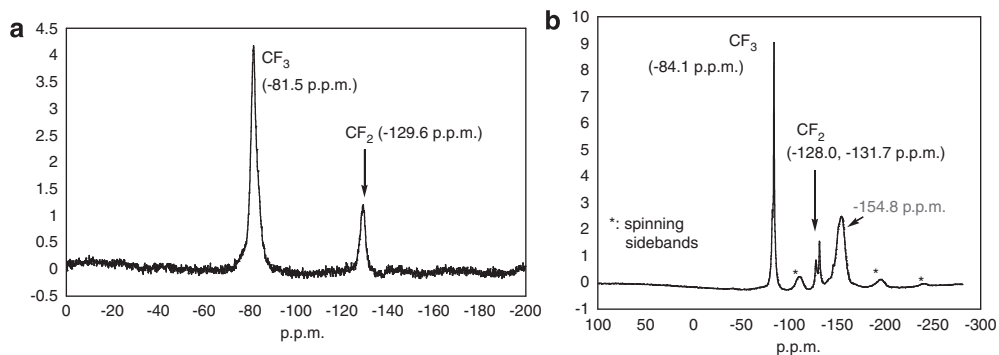 a
4.5
4
3.5
3
2.5
2
1.5
1
0.5
0
-0.5
CF3
(-81.5 p.p.m.)
CF2 (-129.6 p.p.m.)
0 -20 -40 -60 -80 -100 -120 -140 -160 -180 -200
p.p.m.
b
10
9
8
7
6
5
4
3
2
1
0
-1
CF3
(-84.1 p.p.m.)
CF2
(-128.0, -131.7 p.p.m.)
-154.8 p.p.m.
*: spinning
sidebands
* * *
100 50 0 -50 -100 -150 -200 -250 -300
p.p.m.